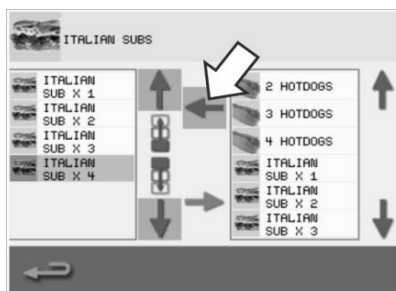 ITALIAN SUBS
ITALIAN
SUB X 1
ITALIAN
SUB X 2
ITALIAN
SUB X 3
ITALIAN
SUB X 4
2 HOTDOGS
3 HOTDOGS
4 HOTDOGS
ITALIAN
SUB X 1
ITALIAN
SUB X 2
ITALIAN
SUB X 3